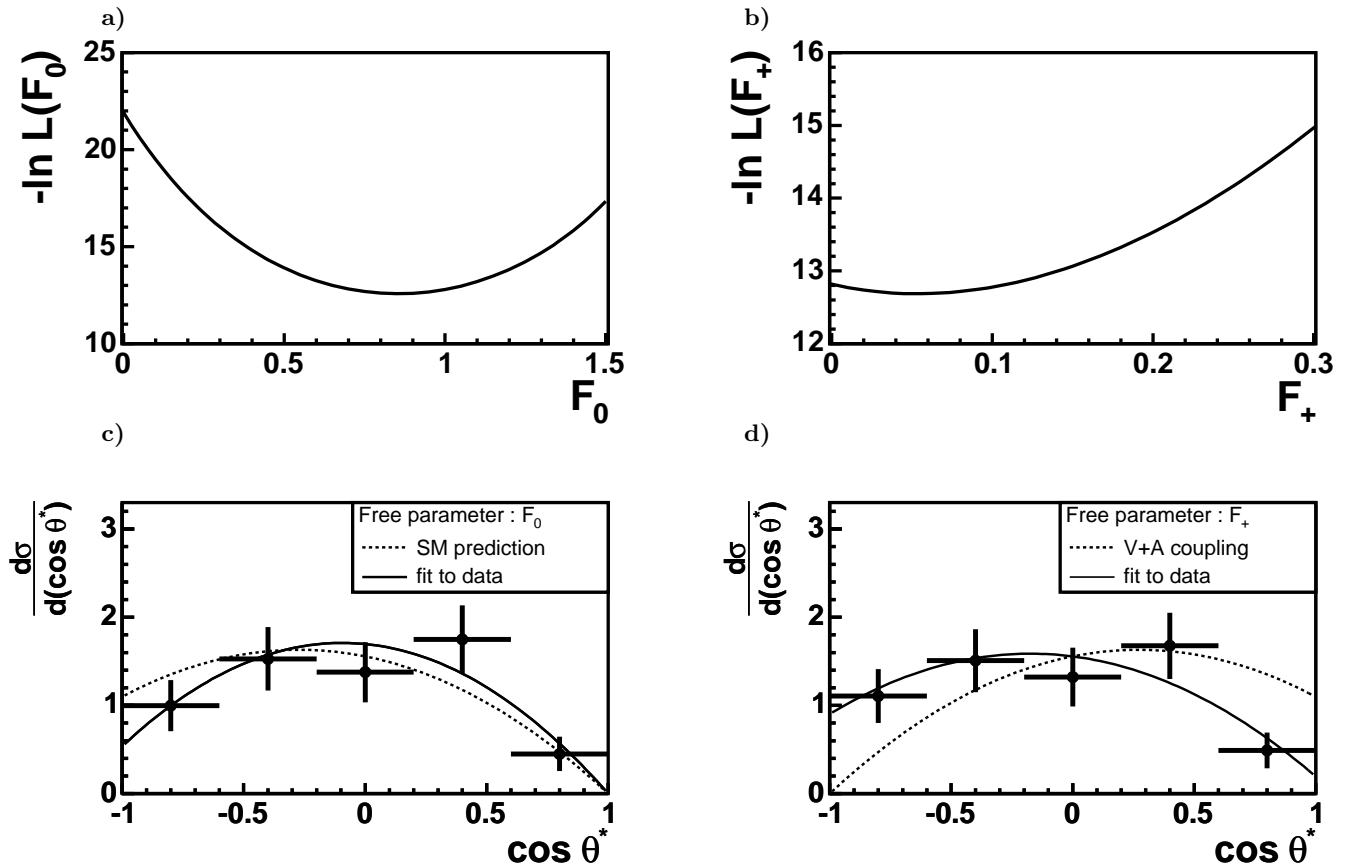 a)
-ln L(F0)
25
20
15
10
0 0.5 1 1.5
F0
b)
-ln L(F+)
16
15
14
13
12
0 0.1 0.2 0.3
F+
c)
dσ
d(cos θ*)
3
2
1
0
Free parameter : F0
SM prediction
fit to data
-1 -0.5 0 0.5 1
cos θ*
d)
dσ
d(cos θ*)
3
2
1
0
Free parameter : F+
V+A coupling
fit to data
-1 -0.5 0 0.5 1
cos θ*